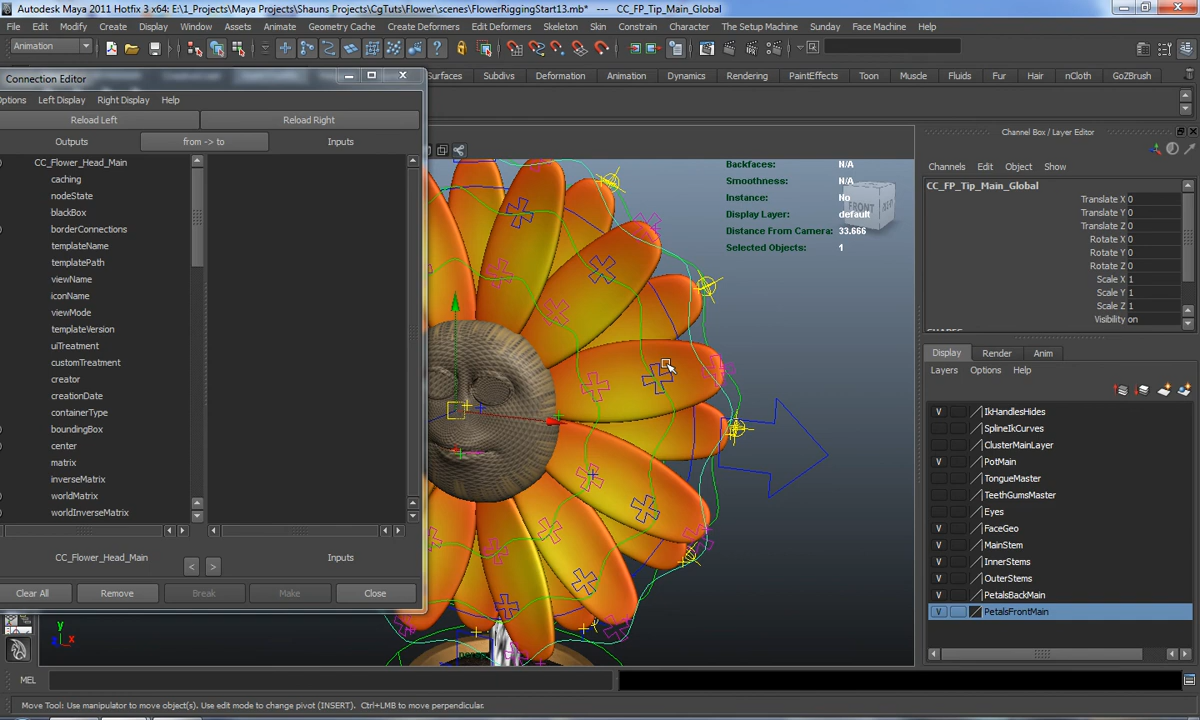 Autodesk Maya 2011 Hotfix 3 x64: E:\1_Projects\Maya Projects\Shauns Projects\CgTuts\Flower\scenes\FlowerRiggingStart13.mb* --- CC_FP_Tip_Main_Global
File Edit Modify Create Display Window Assets Animate Geometry Cache Create Deformers Edit Deformers Skeleton Skin Constrain Character Muscle The Setup Machine Sunday Face Machine Help
Animation
Connection Editor
Surfaces Subdivs Deformation Animation Dynamics Rendering PaintEffects Toon Muscle Fluids Fur Hair nCloth GoZBrush
Options Left Display Right Display Help
Reload Left Reload Right
Outputs from -> to Inputs
CC_Flower_Head_Main
caching
nodeState
blackBox
borderConnections
templateName
templatePath
viewName
iconName
viewMode
templateVersion
uiTreatment
customTreatment
creator
creationDate
containerType
boundingBox
center
matrix
inverseMatrix
worldMatrix
worldInverseMatrix
CC_Flower_Head_Main < > Inputs
Clear All Remove Break Make Close
Backfaces: N/A
Smoothness: N/A
Instance: No
Display Layer: default
Distance From Camera: 33.666
Selected Objects: 1
FRONT
y
z x
Channel Box / Layer Editor
Channels Edit Object Show
CC_FP_Tip_Main_Global
Translate X 0
Translate Y 0
Translate Z 0
Rotate X 0
Rotate Y 0
Rotate Z 0
Scale X 1
Scale Y 1
Scale Z 1
Visibility on
Display Render Anim
Layers Options Help
V IkHandlesHides
SplineIkCurves
ClusterMainLayer
V PotMain
TongueMaster
TeethGumsMaster
Eyes
V FaceGeo
V MainStem
V InnerStems
V OuterStems
V PetalsBackMain
V PetalsFrontMain
MEL
Move Tool: Use manipulator to move object(s). Use edit mode to change pivot (INSERT). Ctrl+LMB to move perpendicular.